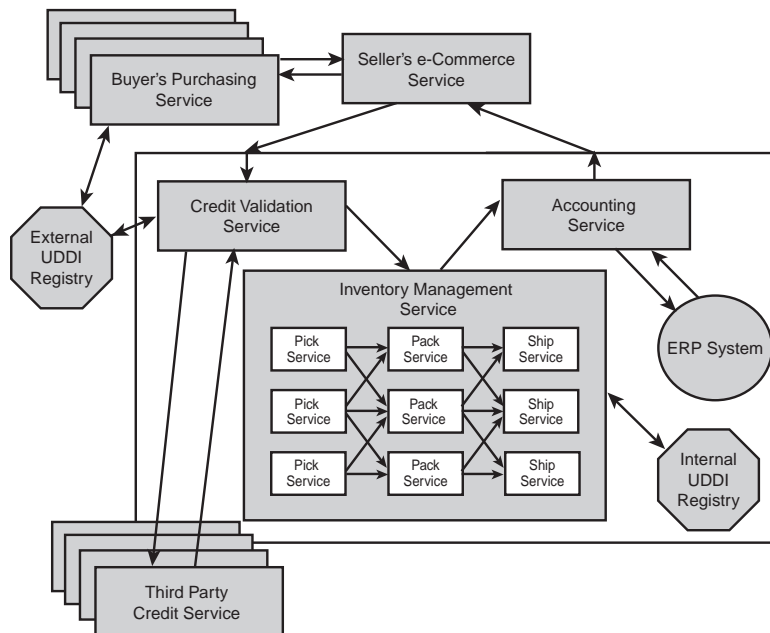 Buyer's Purchasing
Service
Seller's e-Commerce
Service
Credit Validation
Service
Accounting
Service
External
UDDI
Registry
Inventory Management
Service
Pick
Service
Pack
Service
Ship
Service
ERP System
Pick
Service
Pack
Service
Ship
Service
Pick
Service
Pack
Service
Ship
Service
Internal
UDDI
Registry
Third Party
Credit Service